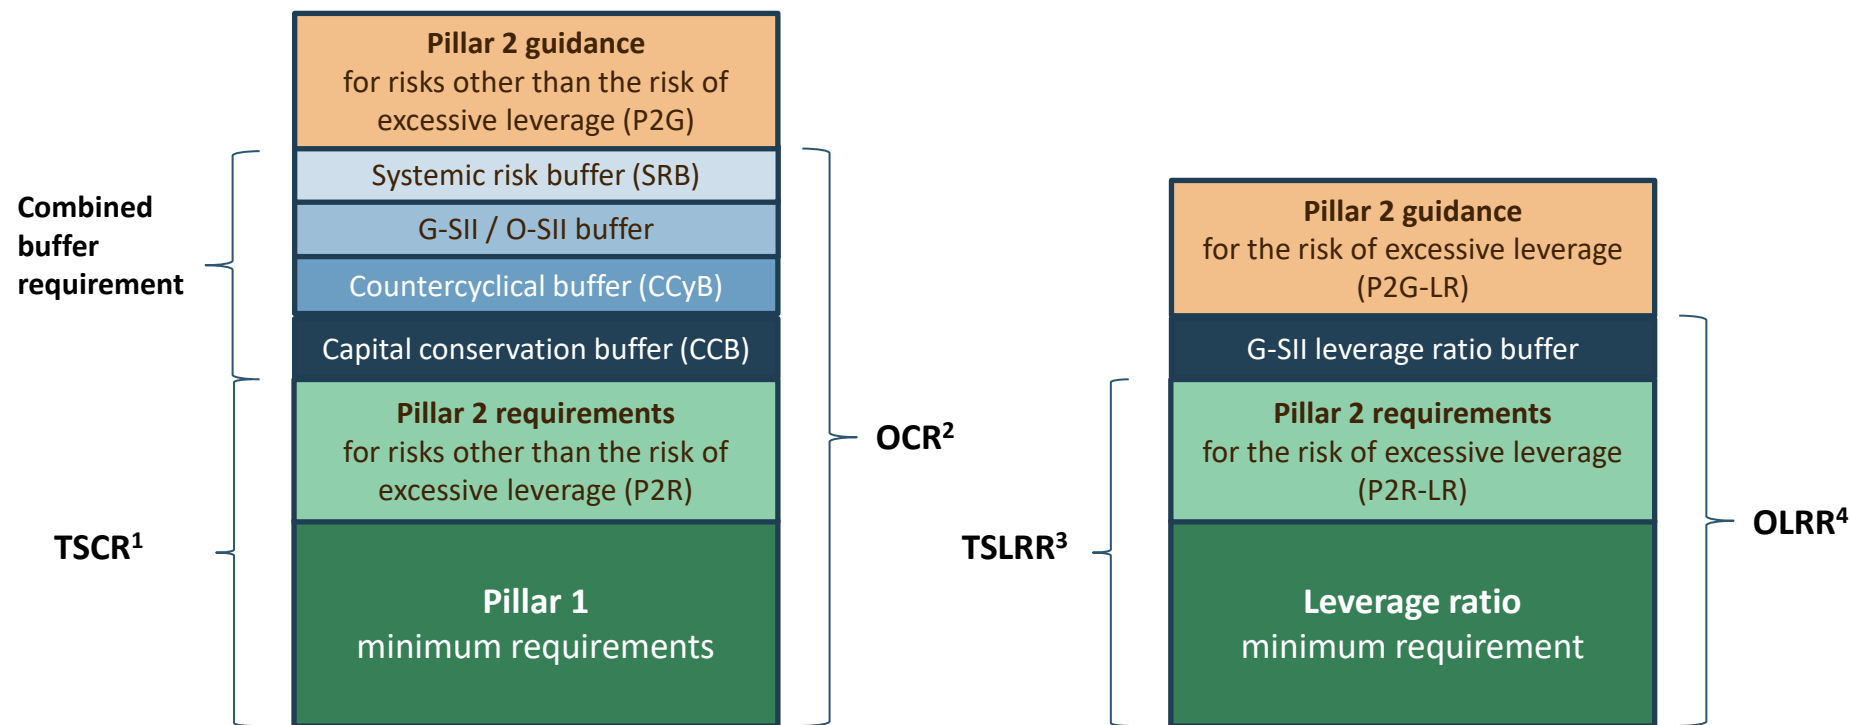 Pillar 2 guidance
for risks other than the risk of
excessive leverage (P2G)
Combined
buffer
requirement
Systemic risk buffer (SRB)
G-SII / O-SII buffer
Countercyclical buffer (CCyB)
Capital conservation buffer (CCB)
Pillar 2 requirements
for risks other than the risk of
excessive leverage (P2R)
TSCR¹
Pillar 1
minimum requirements
OCR²
Pillar 2 guidance
for the risk of excessive leverage
(P2G-LR)
G-SII leverage ratio buffer
Pillar 2 requirements
for the risk of excessive leverage
(P2R-LR)
TSLRR³
Leverage ratio
minimum requirement
OLRR⁴